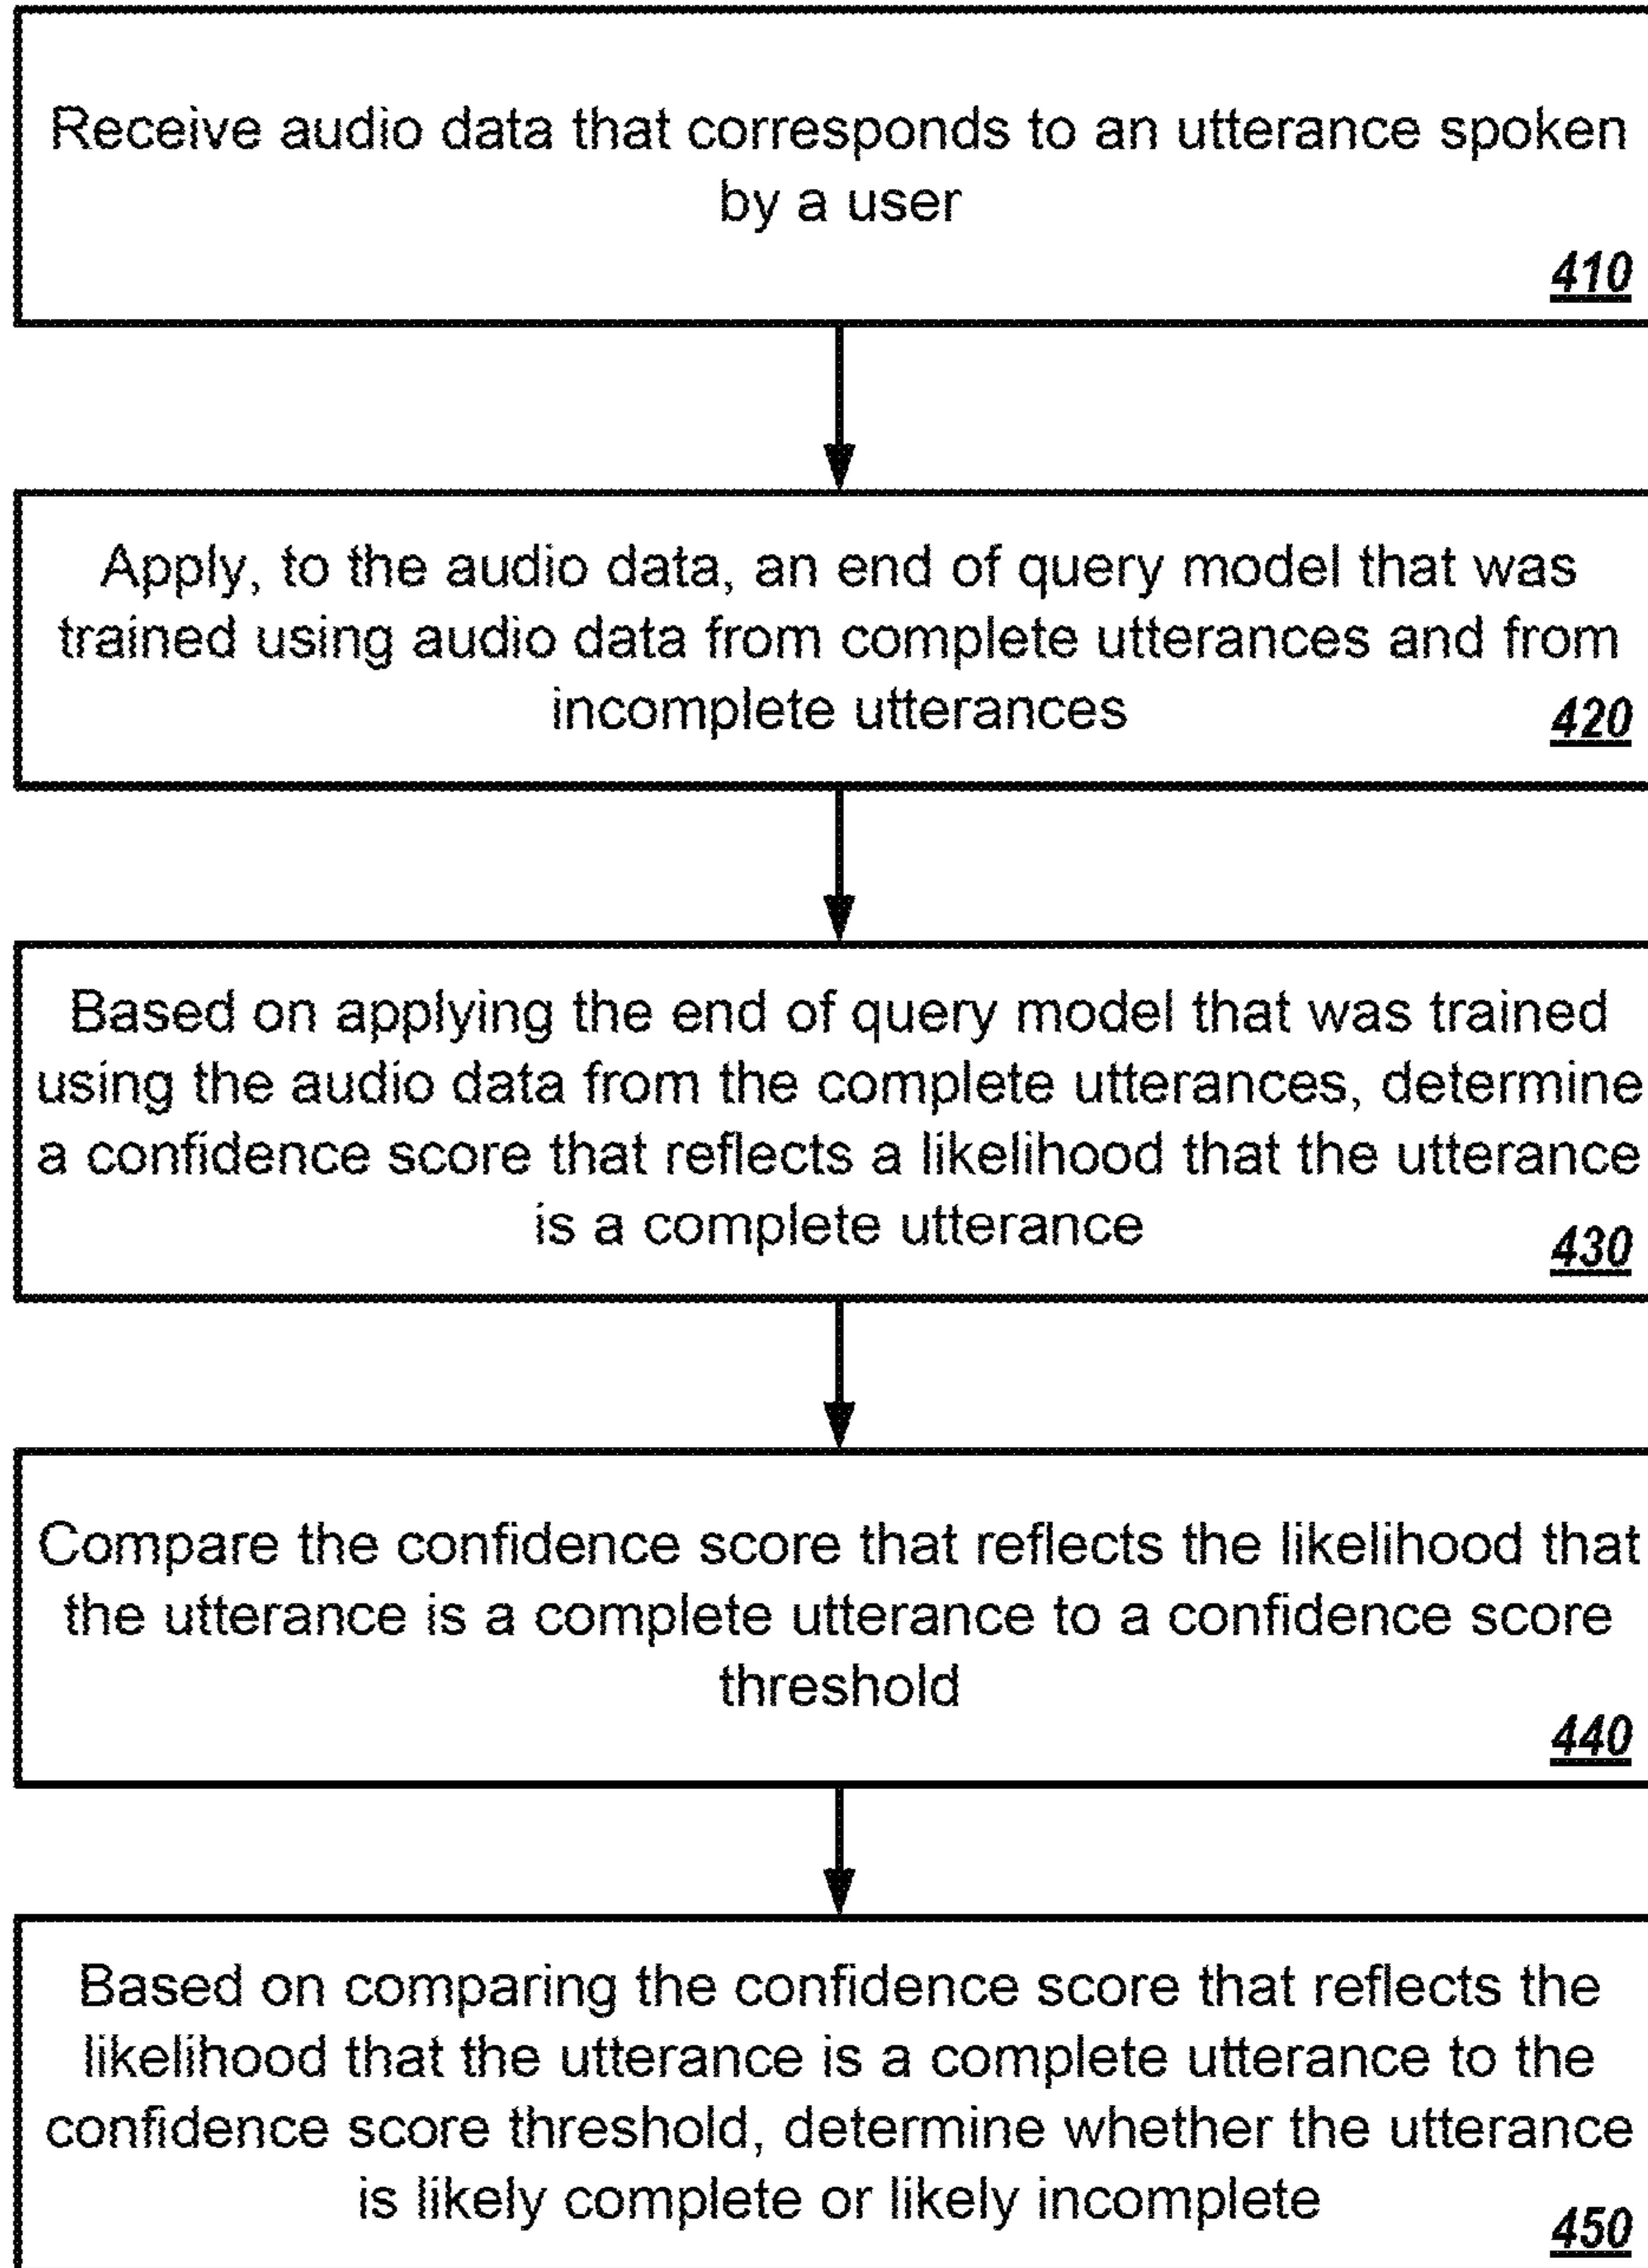 Receive audio data that corresponds to an utterance spoken
by a user
410
Apply, to the audio data, an end of query model that was
trained using audio data from complete utterances and from
incomplete utterances
420
Based on applying the end of query model that was trained
using the audio data from the complete utterances, determine
a confidence score that reflects a likelihood that the utterance
is a complete utterance
430
Compare the confidence score that reflects the likelihood that
the utterance is a complete utterance to a confidence score
threshold
440
Based on comparing the confidence score that reflects the
likelihood that the utterance is a complete utterance to the
confidence score threshold, determine whether the utterance
is likely complete or likely incomplete
450